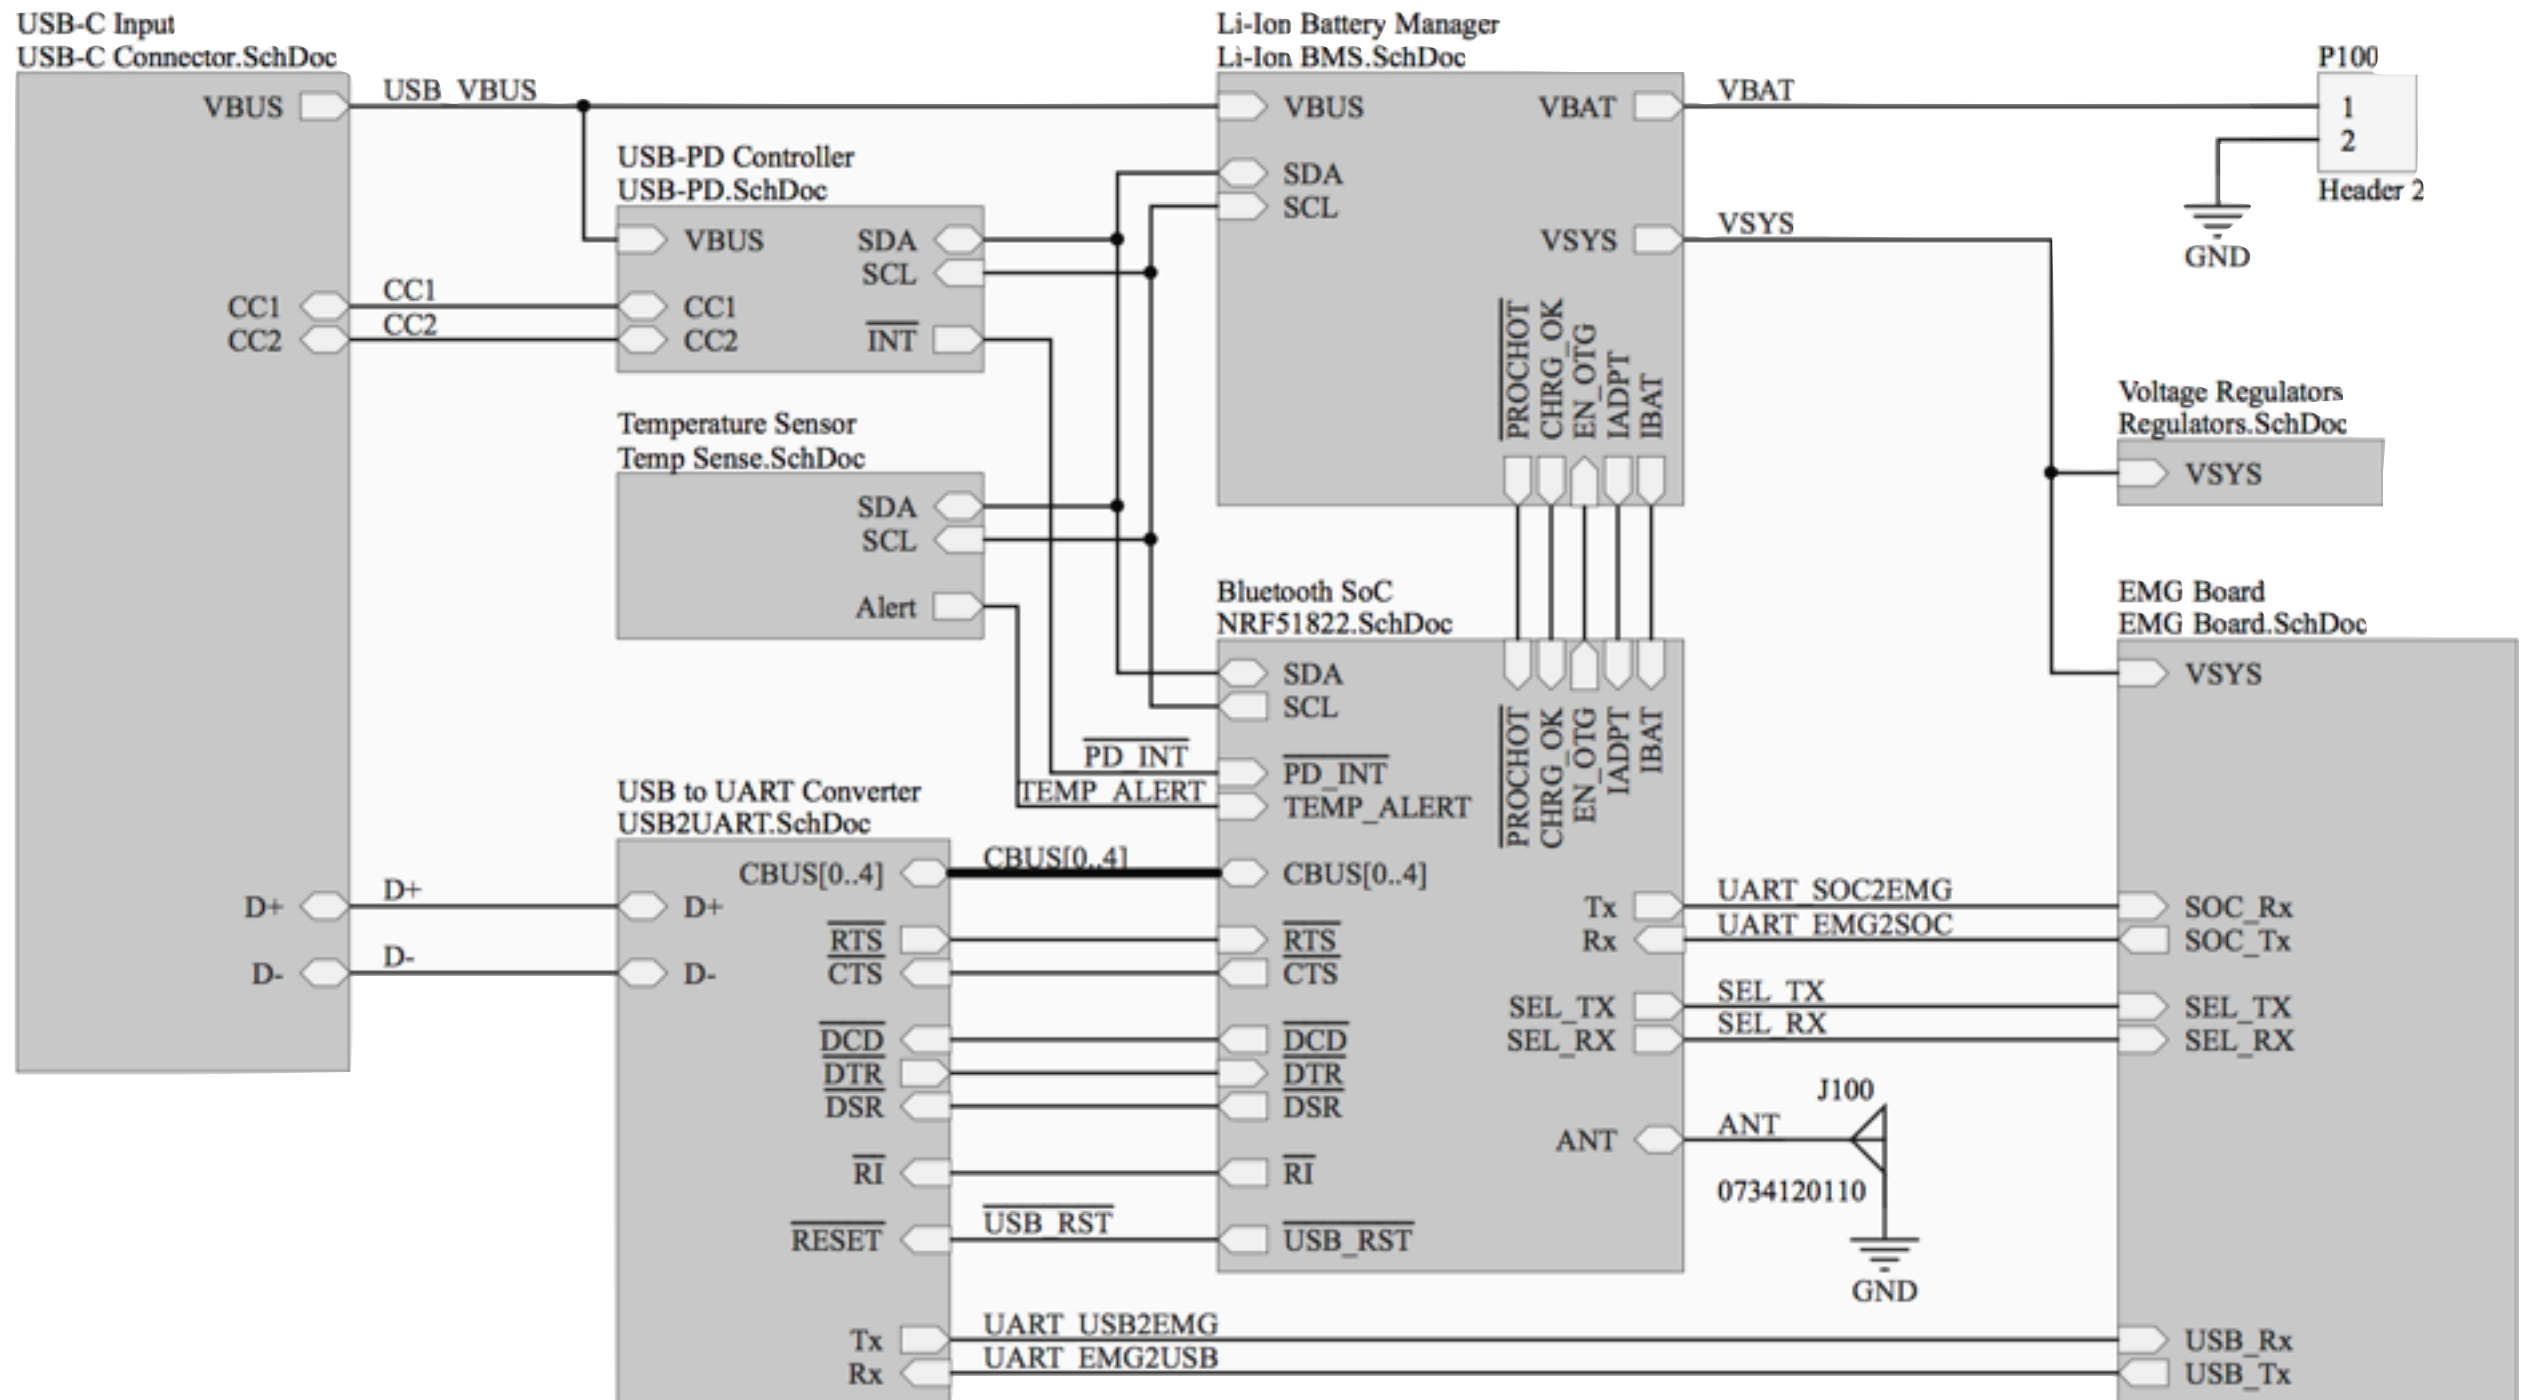 USB-C Input
USB-C Connector.SchDoc
VBUS
CC1
CC2
D+
D-
USB_VBUS
CC1
CC2
D+
D-
USB-PD Controller
USB-PD.SchDoc
VBUS
SDA
SCL
CC1
CC2
INT
Temperature Sensor
Temp Sense.SchDoc
SDA
SCL
Alert
PD_INT
TEMP_ALERT
USB to UART Converter
USB2UART.SchDoc
CBUS[0..4]
D+
RTS
CTS
D-
DCD
DTR
DSR
RI
RESET
Tx
Rx
CBUS[0..4]
USB_RST
UART_USB2EMG
UART_EMG2USB
Li-Ion Battery Manager
Li-Ion BMS.SchDoc
VBUS
VBAT
SDA
SCL
VSYS
PROCHOT
CHRG_OK
EN_OTG
IADPT
IBAT
Bluetooth SoC
NRF51822.SchDoc
SDA
SCL
PROCHOT
CHRG_OK
EN_OTG
IADPT
IBAT
PD_INT
TEMP_ALERT
CBUS[0..4]
RTS
CTS
DCD
DTR
DSR
RI
USB_RST
Tx
Rx
SEL_TX
SEL_RX
ANT
VBAT
VSYS
P100
1
2
Header 2
GND
Voltage Regulators
Regulators.SchDoc
VSYS
EMG Board
EMG Board.SchDoc
VSYS
UART_SOC2EMG
UART_EMG2SOC
SEL_TX
SEL_RX
SOC_Rx
SOC_Tx
SEL_TX
SEL_RX
J100
ANT
0734120110
GND
USB_Rx
USB_Tx